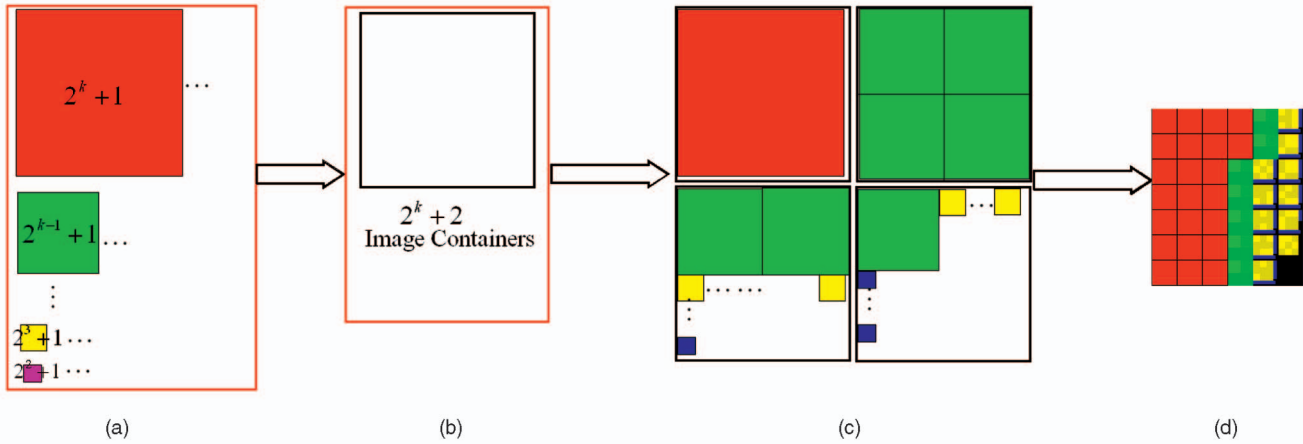 2^k + 1 ...
2^{k-1} + 1 ...
2^3 + 1 ...
2^2 + 1 ...
2^k + 2
Image Containers
(a)
(b)
(c)
(d)